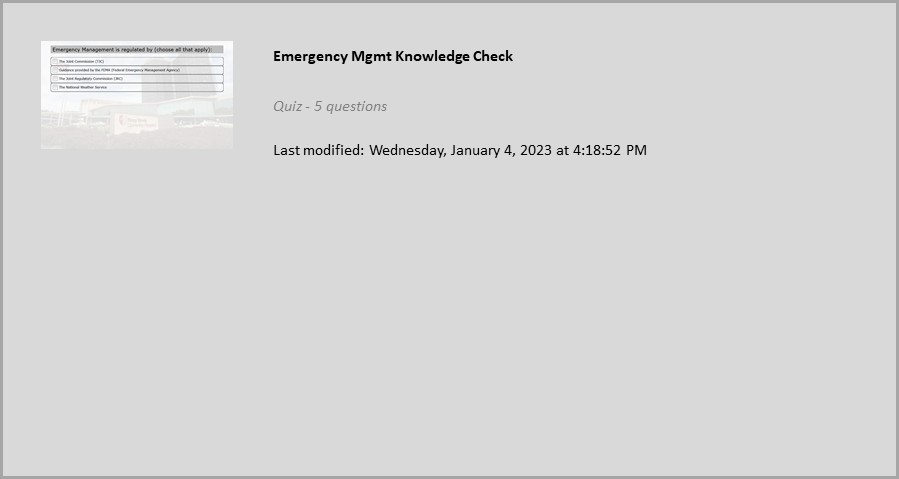 Emergency Management is regulated by (choose all that apply):
The Joint Commission (TJC)
Guidance provided by the FEMA (Federal Emergency Management Agency)
The Joint Regulatory Commission (JRC)
The National Weather Service
Emergency Mgmt Knowledge Check
Quiz - 5 questions
Last modified: Wednesday, January 4, 2023 at 4:18:52 PM